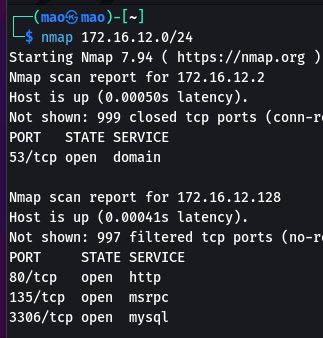 ┌──(mao㉿mao)-[~]
└─$ nmap 172.16.12.0/24
Starting Nmap 7.94 ( https://nmap.org )
Nmap scan report for 172.16.12.2
Host is up (0.00050s latency).
Not shown: 999 closed tcp ports (conn-re
PORT   STATE SERVICE
53/tcp open  domain

Nmap scan report for 172.16.12.128
Host is up (0.00041s latency).
Not shown: 997 filtered tcp ports (no-re
PORT     STATE SERVICE
80/tcp   open  http
135/tcp  open  msrpc
3306/tcp open  mysql